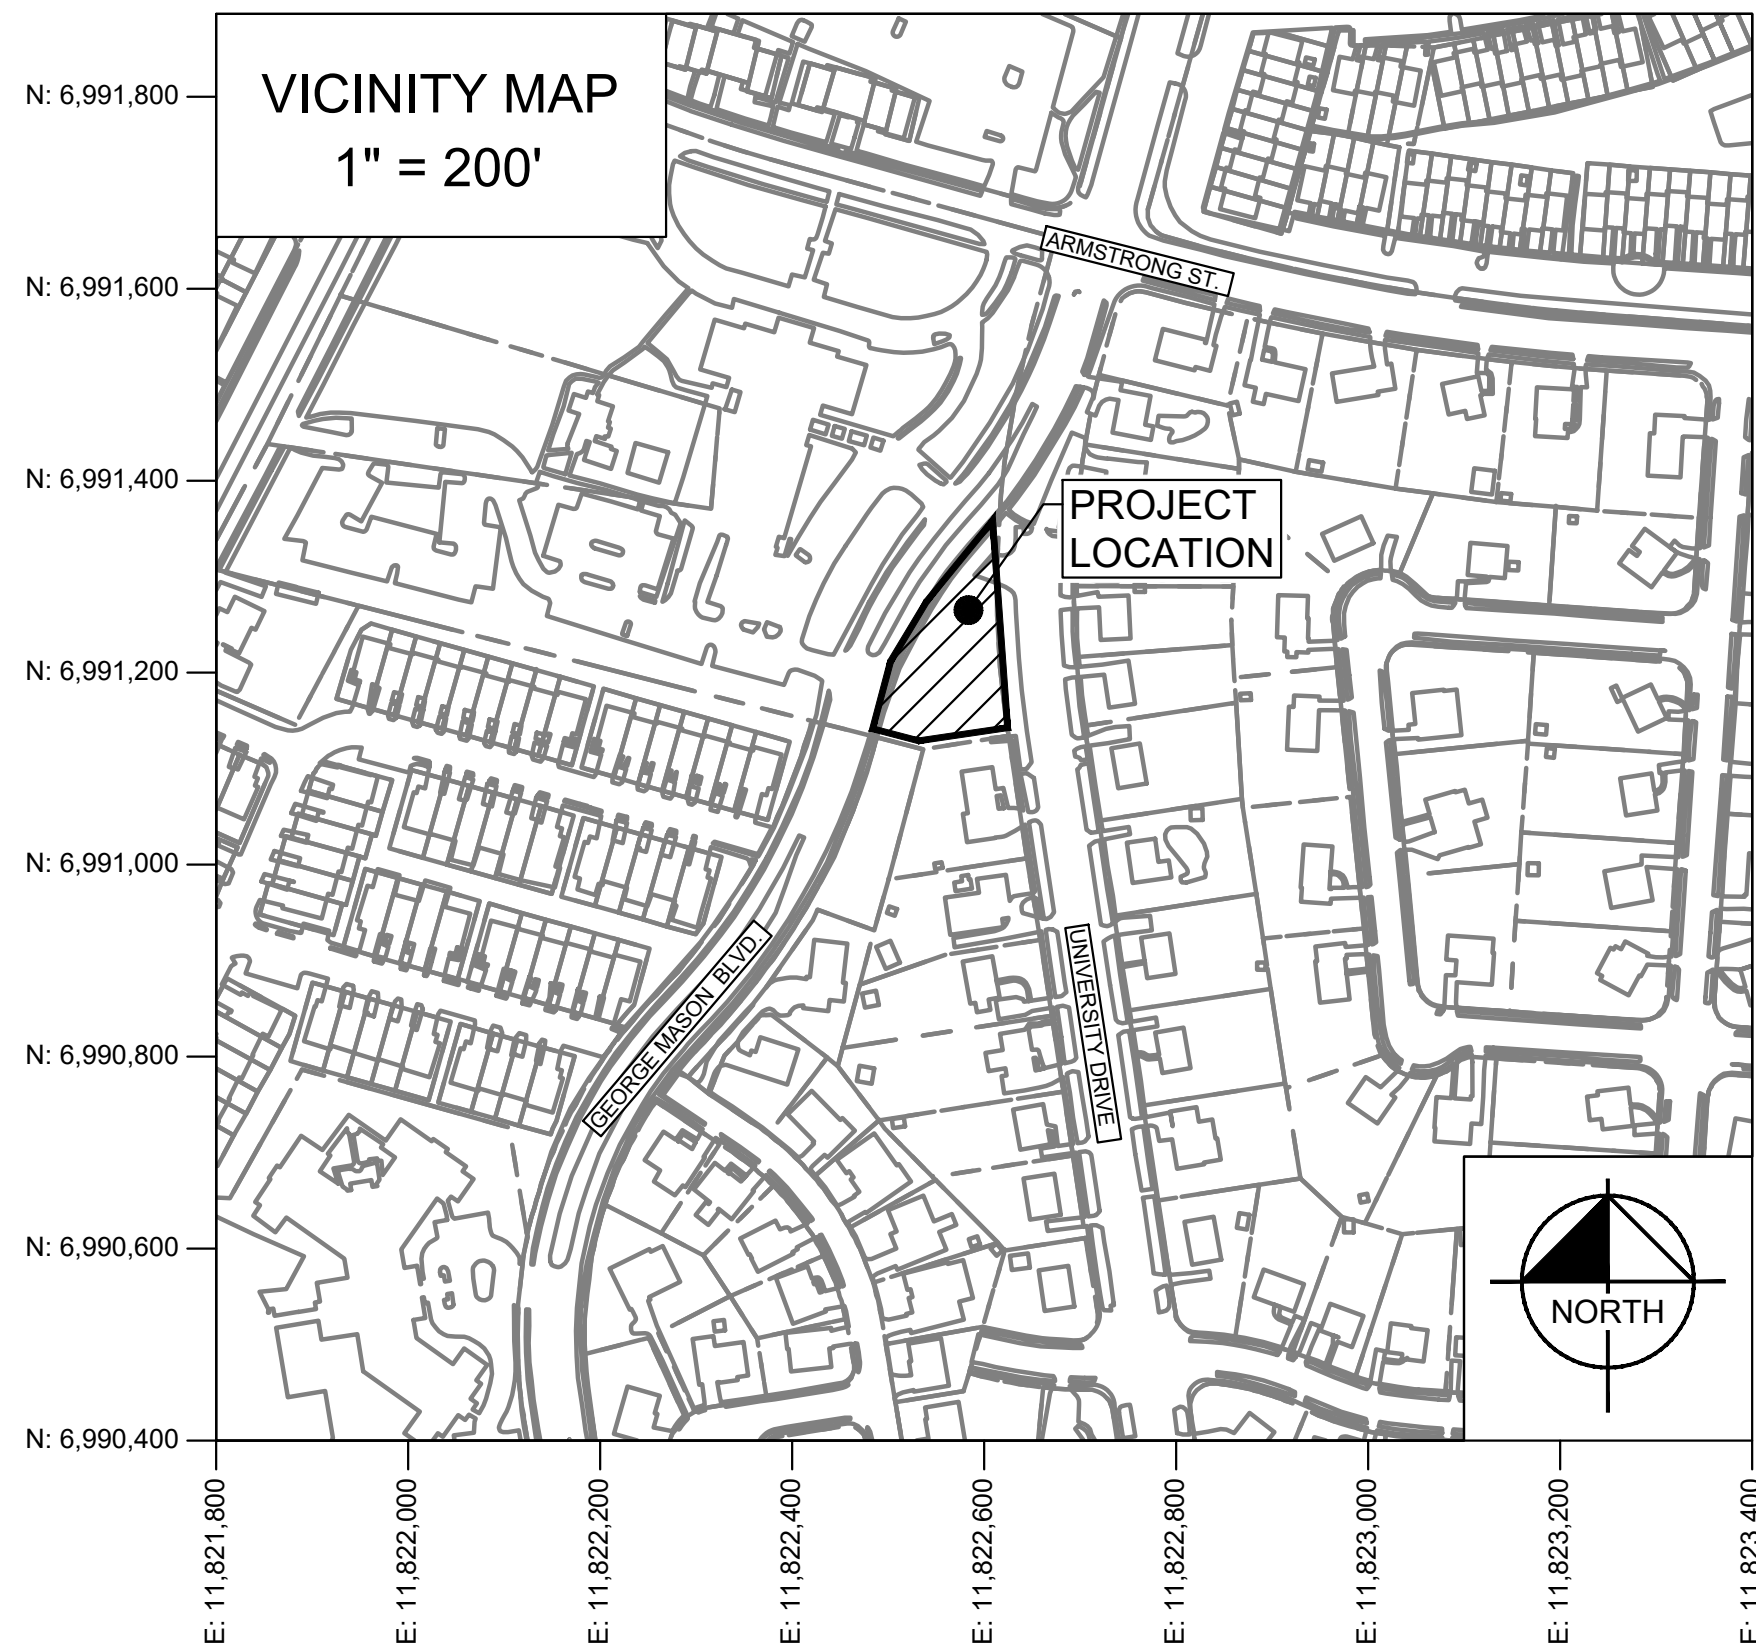 VICINITY MAP
1" = 200'
N: 6,991,800
N: 6,991,600
N: 6,991,400
N: 6,991,200
N: 6,991,000
N: 6,990,800
N: 6,990,600
N: 6,990,400
ARMSTRONG ST.
PROJECT
LOCATION
GEORGE MASON BLVD.
UNIVERSITY DRIVE
NORTH
E: 11,821,800
E: 11,822,000
E: 11,822,200
E: 11,822,400
E: 11,822,600
E: 11,822,800
E: 11,823,000
E: 11,823,200
E: 11,823,400